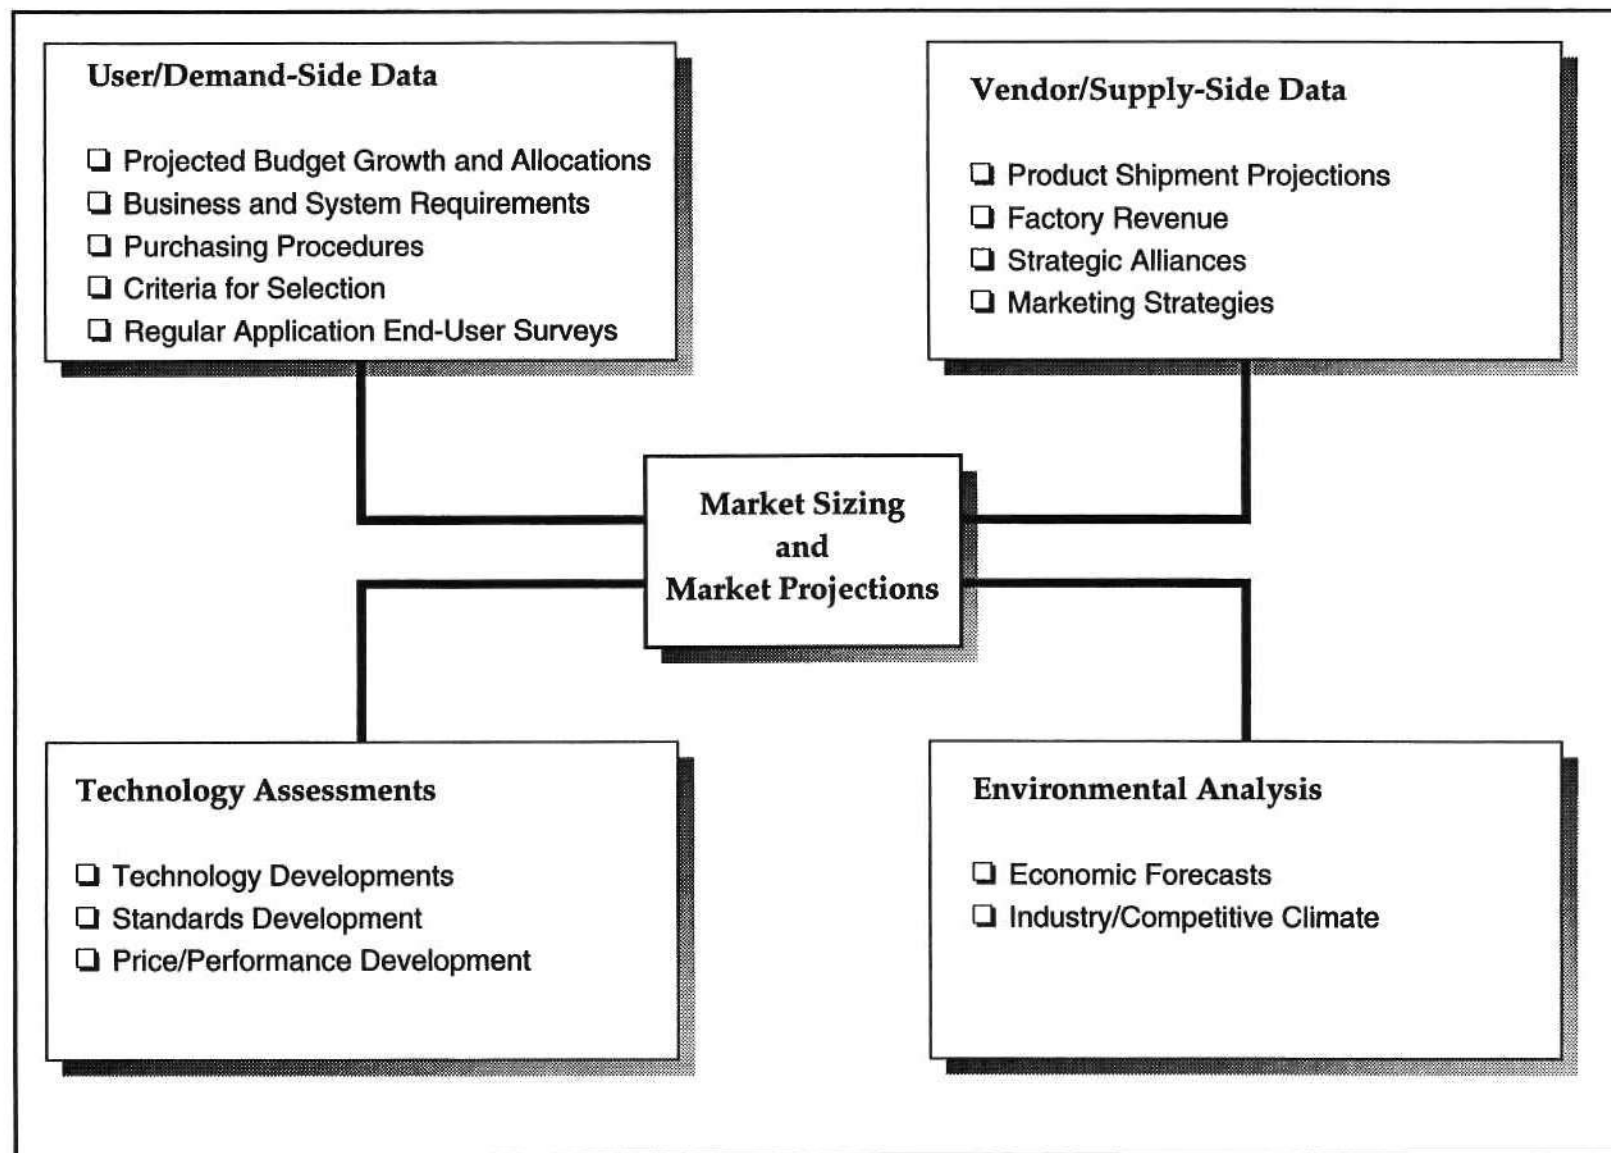 User/Demand-Side Data
❑ Projected Budget Growth and Allocations
❑ Business and System Requirements
❑ Purchasing Procedures
❑ Criteria for Selection
❑ Regular Application End-User Surveys
Vendor/Supply-Side Data
❑ Product Shipment Projections
❑ Factory Revenue
❑ Strategic Alliances
❑ Marketing Strategies
Market Sizing
and
Market Projections
Technology Assessments
❑ Technology Developments
❑ Standards Development
❑ Price/Performance Development
Environmental Analysis
❑ Economic Forecasts
❑ Industry/Competitive Climate